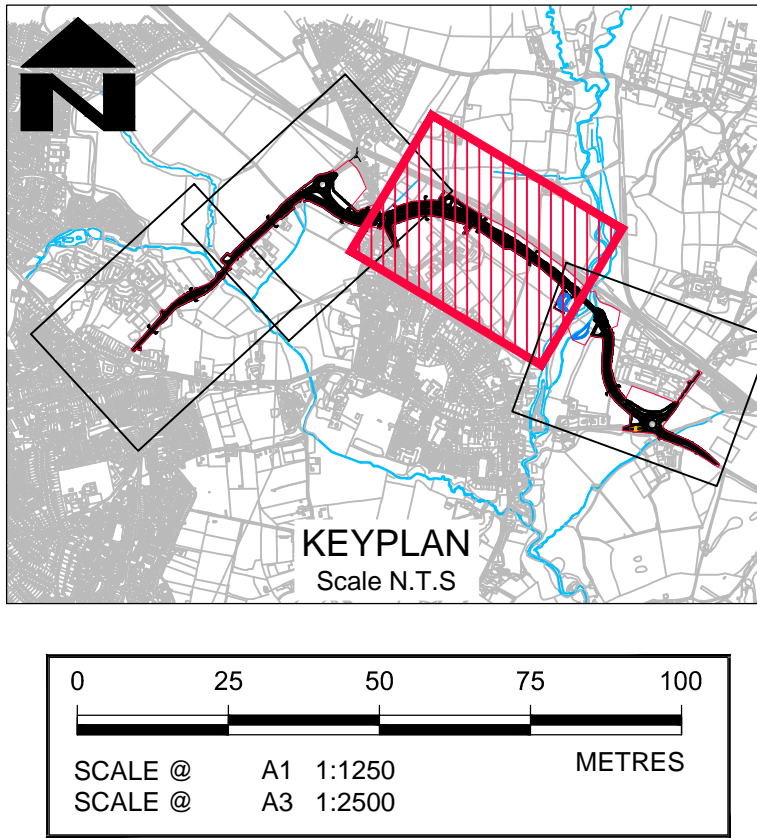 N
KEYPLAN
Scale N.T.S
0 25 50 75 100
SCALE @ A1 1:1250 METRES
SCALE @ A3 1:2500